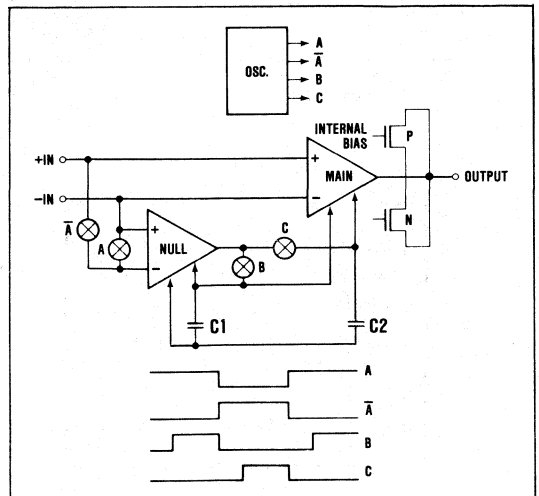 OSC.
A
A̅
B
C
INTERNAL
BIAS
P
+IN
+
MAIN
OUTPUT
−IN
−
N
A̅
A
+
NULL
−
C
B
C1
C2
A
A̅
B
C